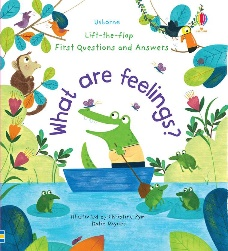 Usborne
Lift-the-flap
First Questions and Answers
What are feelings?